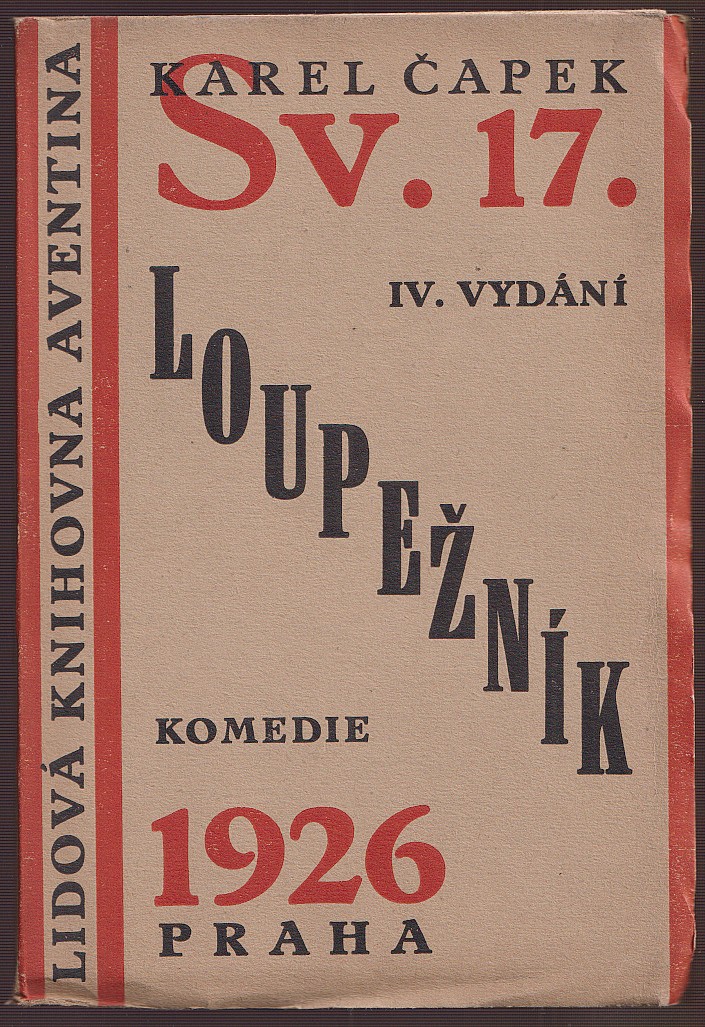 KAREL ČAPEK
Sv. 17.
IV. VYDÁNÍ
LOUPEŽNÍK
KOMEDIE
1926
PRAHA
LIDOVÁ KNIHOVNA AVENTINA